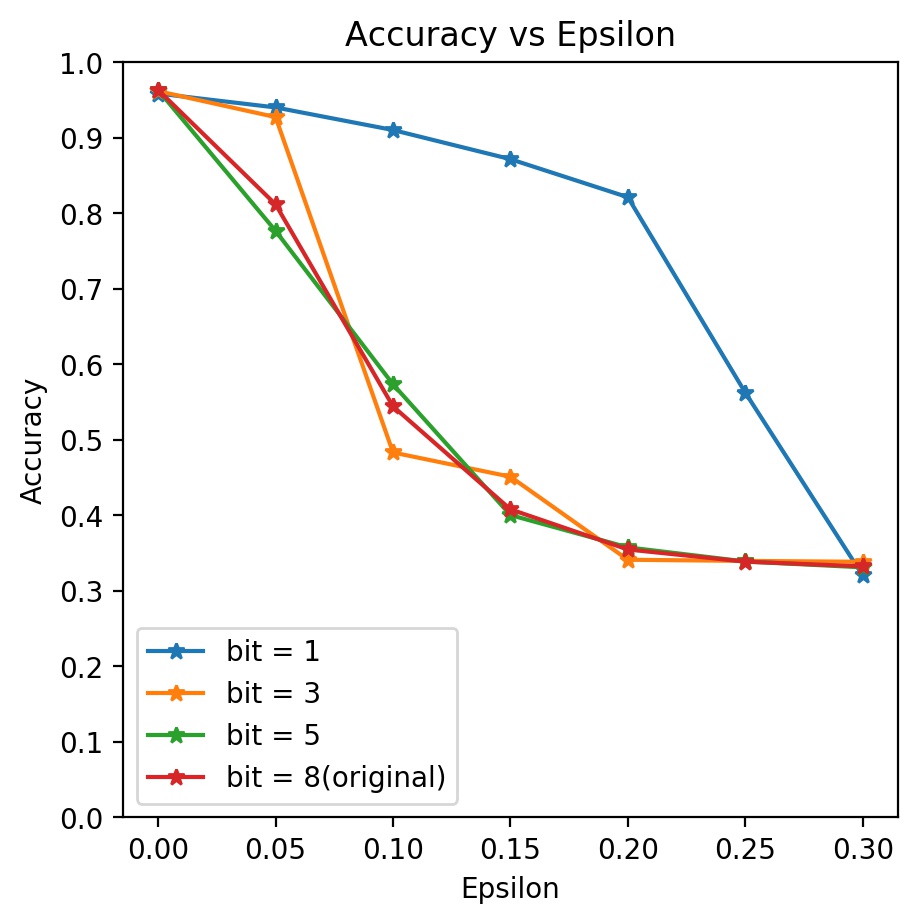 Accuracy vs Epsilon
1.0
0.9
0.8
0.7
0.6
0.5
0.4
0.3
0.2
0.1
0.0
Accuracy
bit = 1
bit = 3
bit = 5
bit = 8(original)
0.00 0.05 0.10 0.15 0.20 0.25 0.30
Epsilon